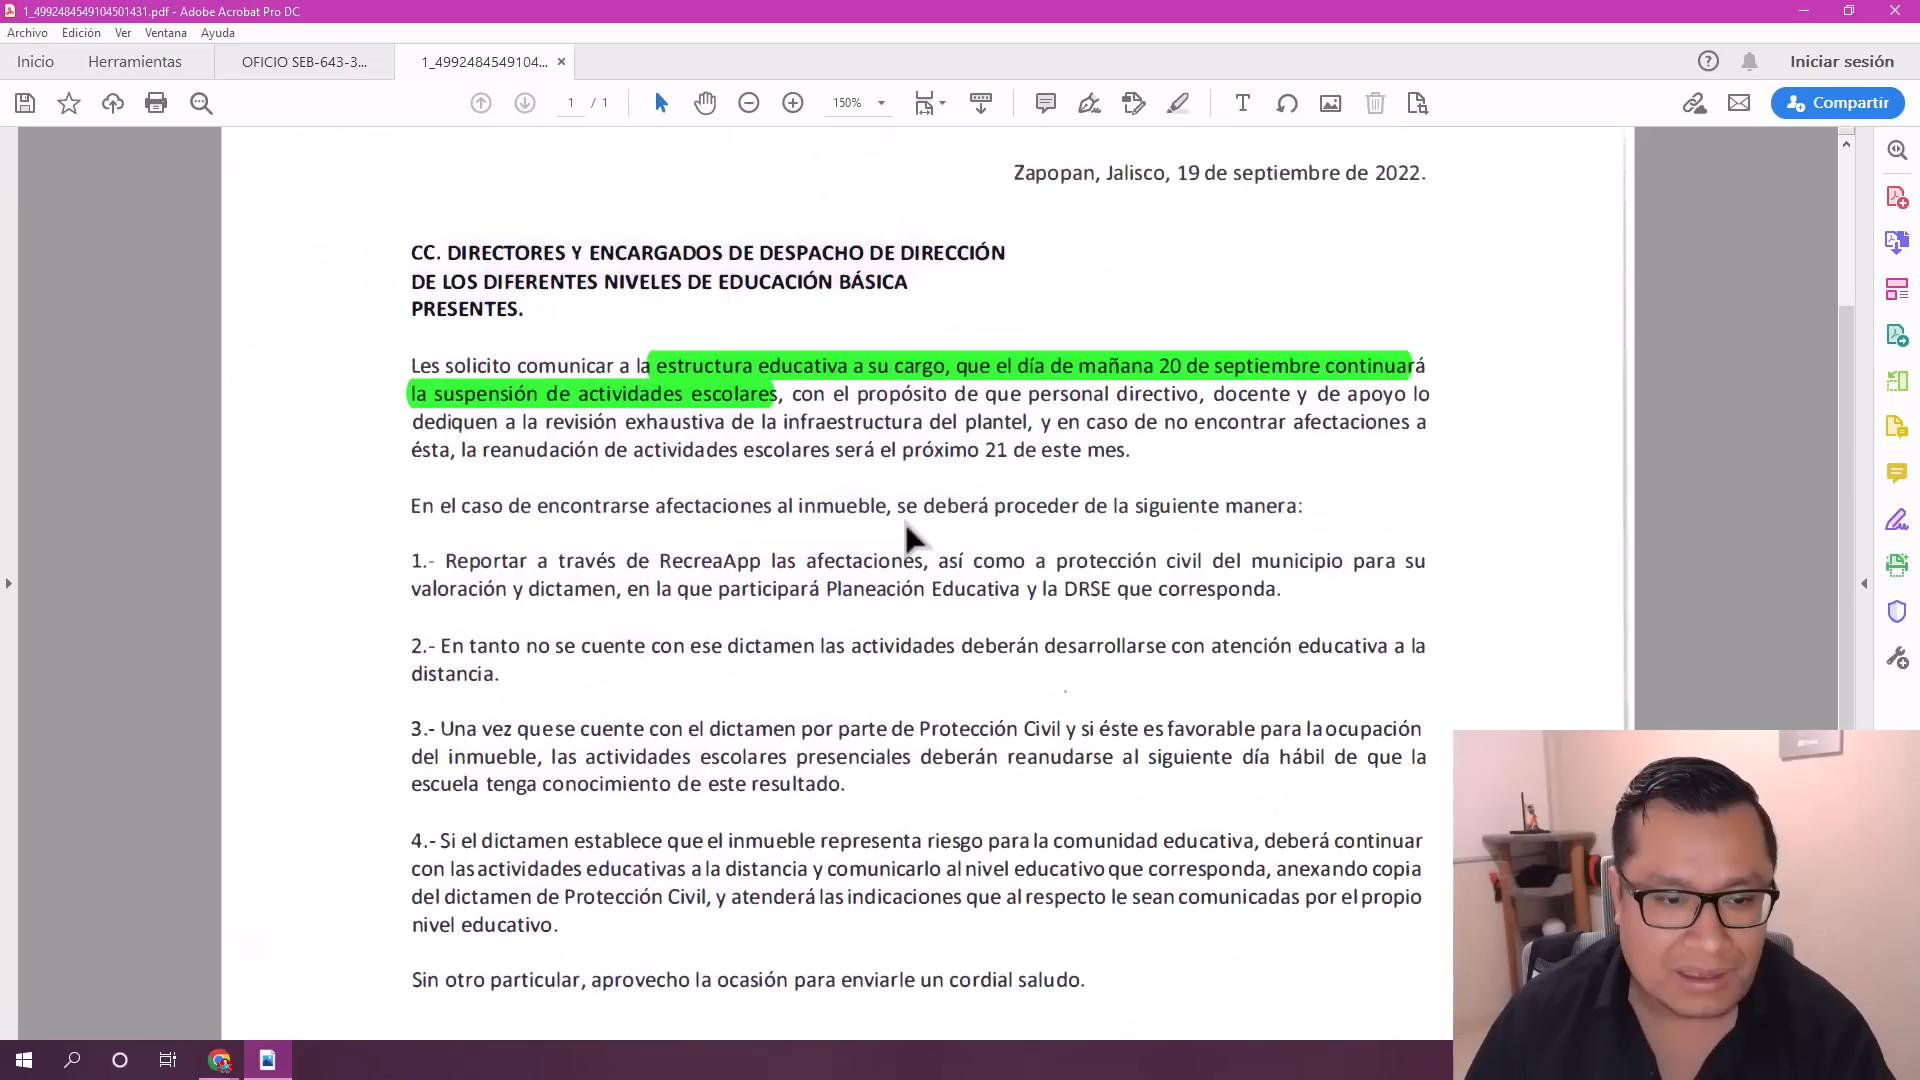 1_4992484549104501431.pdf - Adobe Acrobat Pro DC
Archivo Edición Ver Ventana Ayuda
Inicio Herramientas OFICIO SEB-643-3... 1_4992484549104... × Iniciar sesión
1 / 1 150% Compartir
Zapopan, Jalisco, 19 de septiembre de 2022.
CC. DIRECTORES Y ENCARGADOS DE DESPACHO DE DIRECCIÓN
DE LOS DIFERENTES NIVELES DE EDUCACIÓN BÁSICA
PRESENTES.
Les solicito comunicar a la estructura educativa a su cargo, que el día de mañana 20 de septiembre continuará
la suspensión de actividades escolares, con el propósito de que personal directivo, docente y de apoyo lo
dediquen a la revisión exhaustiva de la infraestructura del plantel, y en caso de no encontrar afectaciones a
ésta, la reanudación de actividades escolares será el próximo 21 de este mes.
En el caso de encontrarse afectaciones al inmueble, se deberá proceder de la siguiente manera:
1.- Reportar a través de RecreaApp las afectaciones, así como a protección civil del municipio para su
valoración y dictamen, en la que participará Planeación Educativa y la DRSE que corresponda.
2.- En tanto no se cuente con ese dictamen las actividades deberán desarrollarse con atención educativa a la
distancia.
3.- Una vez que se cuente con el dictamen por parte de Protección Civil y si éste es favorable para la ocupación
del inmueble, las actividades escolares presenciales deberán reanudarse al siguiente día hábil de que la
escuela tenga conocimiento de este resultado.
4.- Si el dictamen establece que el inmueble representa riesgo para la comunidad educativa, deberá continuar
con las actividades educativas a la distancia y comunicarlo al nivel educativo que corresponda, anexando copia
del dictamen de Protección Civil, y atenderá las indicaciones que al respecto le sean comunicadas por el propio
nivel educativo.
Sin otro particular, aprovecho la ocasión para enviarle un cordial saludo.